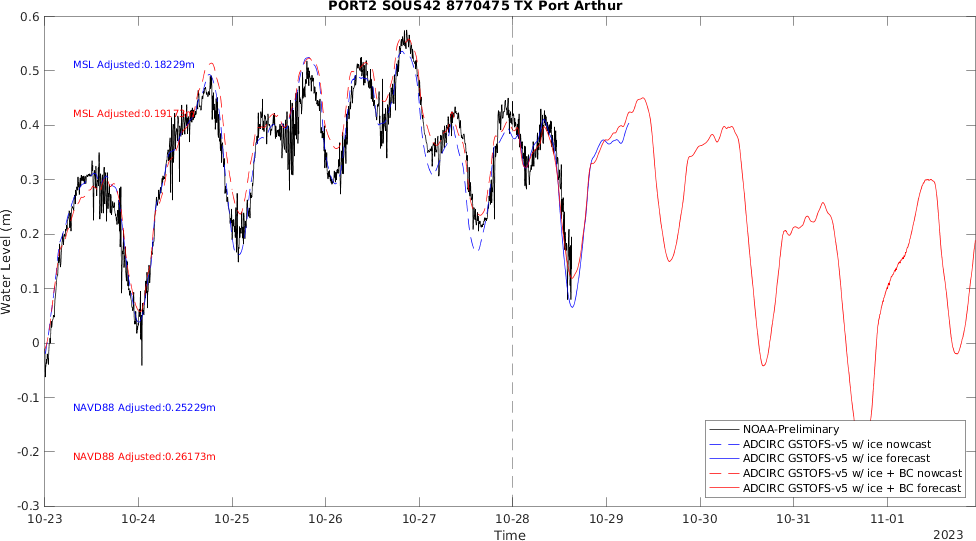 PORT2 SOUS42 8770475 TX Port Arthur
0.6
0.5
0.4
0.3
0.2
0.1
0
-0.1
-0.2
-0.3
Water Level (m)
MSL Adjusted:0.18229m
MSL Adjusted:0.1917
NAVD88 Adjusted:0.25229m
NAVD88 Adjusted:0.26173m
NOAA-Preliminary
ADCIRC GSTOFS-v5 w/ ice nowcast
ADCIRC GSTOFS-v5 w/ ice forecast
ADCIRC GSTOFS-v5 w/ ice + BC nowcast
ADCIRC GSTOFS-v5 w/ ice + BC forecast
10-23 10-24 10-25 10-26 10-27 10-28 10-29 10-30 10-31 11-01
Time
2023